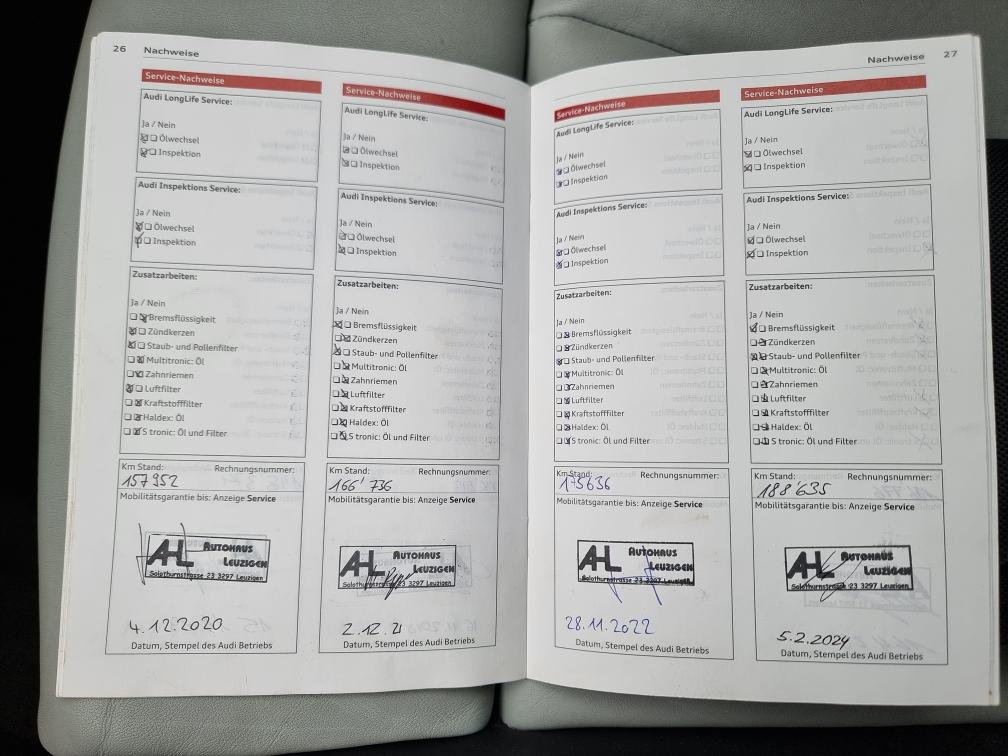 26 Nachweise
Service-Nachweise
Audi LongLife Service:
Ja / Nein
Ölwechsel
Inspektion
Audi Inspektions Service:
Ja / Nein
Ölwechsel
Inspektion
Zusatzarbeiten:
Ja / Nein
Bremsflüssigkeit
Zündkerzen
Staub- und Pollenfilter
Multitronic: Öl
Zahnriemen
Luftfilter
Kraftstofffilter
Haldex: Öl
S tronic: Öl und Filter
Km Stand: Rechnungsnummer:
157952
Mobilitätsgarantie bis: Anzeige Service
AHL AUTOHAUS
LEUZIGEN
Solothurnstrasse 23 3297 Leuzigen
4.12.2020
Datum, Stempel des Audi Betriebs
Service-Nachweise
Audi LongLife Service:
Ja / Nein
Ölwechsel
Inspektion
Audi Inspektions Service:
Ja / Nein
Ölwechsel
Inspektion
Zusatzarbeiten:
Ja / Nein
Bremsflüssigkeit
Zündkerzen
Staub- und Pollenfilter
Multitronic: Öl
Zahnriemen
Luftfilter
Kraftstofffilter
Haldex: Öl
S tronic: Öl und Filter
Km Stand: Rechnungsnummer:
166'736
Mobilitätsgarantie bis: Anzeige Service
AHL AUTOHAUS
LEUZIGEN
Solothurnstrasse 23 3297 Leuzigen
2.12.21
Datum, Stempel des Audi Betriebs
Nachweise 27
Service-Nachweise
Audi LongLife Service:
Ja / Nein
Ölwechsel
Inspektion
Audi Inspektions Service:
Ja / Nein
Ölwechsel
Inspektion
Zusatzarbeiten:
Ja / Nein
Bremsflüssigkeit
Zündkerzen
Staub- und Pollenfilter
Multitronic: Öl
Zahnriemen
Luftfilter
Kraftstofffilter
Haldex: Öl
S tronic: Öl und Filter
Km Stand: Rechnungsnummer:
175636
Mobilitätsgarantie bis: Anzeige Service
AHL AUTOHAUS
LEUZIGEN
Solothurnstrasse 23 3297 Leuzigen
28.11.2022
Datum, Stempel des Audi Betriebs
Service-Nachweise
Audi LongLife Service:
Ja / Nein
Ölwechsel
Inspektion
Audi Inspektions Service:
Ja / Nein
Ölwechsel
Inspektion
Zusatzarbeiten:
Ja / Nein
Bremsflüssigkeit
Zündkerzen
Staub- und Pollenfilter
Multitronic: Öl
Zahnriemen
Luftfilter
Kraftstofffilter
Haldex: Öl
S tronic: Öl und Filter
Km Stand: Rechnungsnummer:
188'635
Mobilitätsgarantie bis: Anzeige Service
AHL AUTOHAUS
LEUZIGEN
Solothurnstrasse 23 3297 Leuzigen
5.2.2024
Datum, Stempel des Audi Betriebs